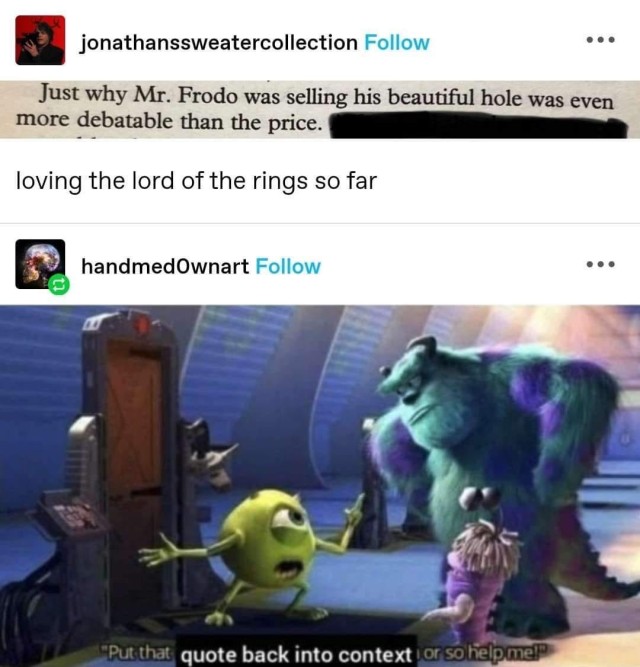 jonathanssweatercollection Follow
Just why Mr. Frodo was selling his beautiful hole was even
more debatable than the price.
loving the lord of the rings so far
handmedOwnart Follow
"Put that quote back into context or so help me!"